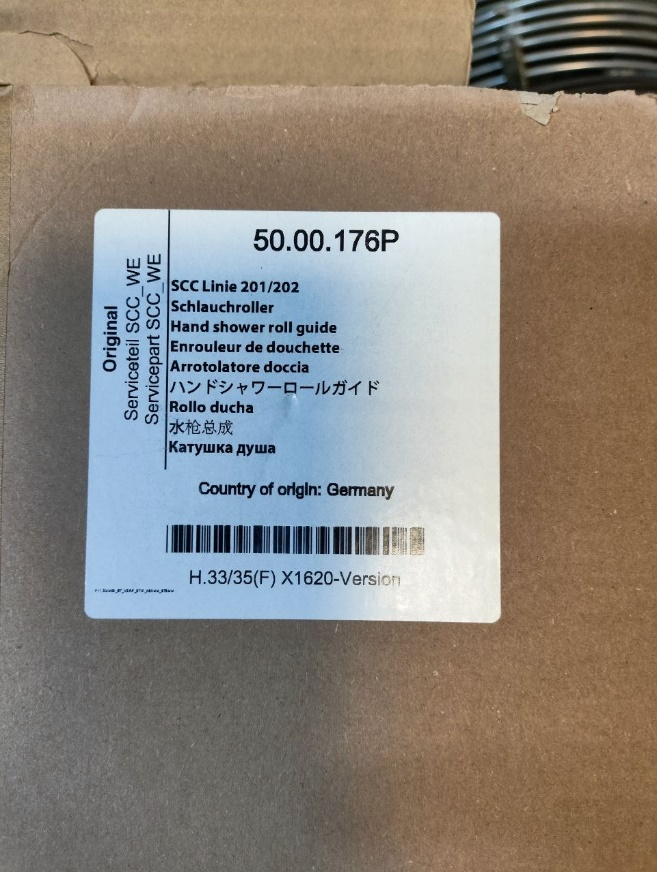 50.00.176P
Original
Serviceteil SCC_WE
Servicepart SCC_WE
SCC Linie 201/202
Schlauchroller
Hand shower roll guide
Enrouleur de douchette
Arrotolatore doccia
ハンドシャワーロールガイド
Rollo ducha
水枪总成
Катушка душа
Country of origin: Germany
H.33/35(F) X1620-Version